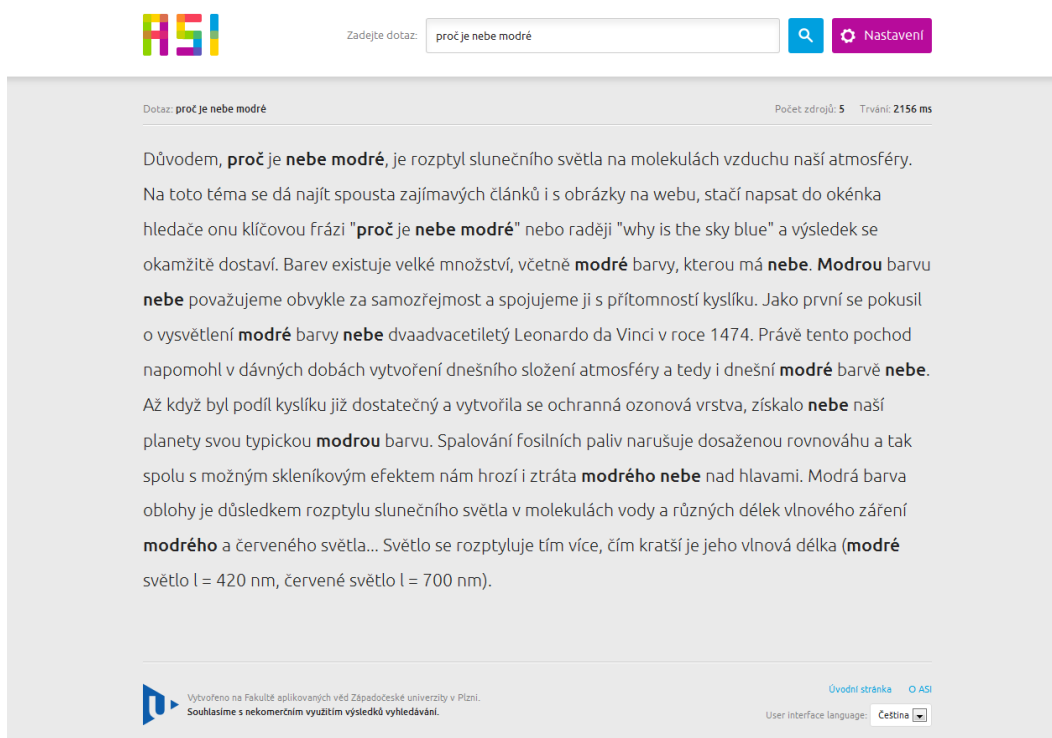 ASI
Zadejte dotaz: proč je nebe modré Nastavení
Dotaz: proč je nebe modré Počet zdrojů: 5 Trvání: 2156 ms
Důvodem, proč je nebe modré, je rozptyl slunečního světla na molekulách vzduchu naší atmosféry.
Na toto téma se dá najít spousta zajímavých článků i s obrázky na webu, stačí napsat do okénka
hledače onu klíčovou frázi "proč je nebe modré" nebo raději "why is the sky blue" a výsledek se
okamžitě dostaví. Barev existuje velké množství, včetně modré barvy, kterou má nebe. Modrou barvu
nebe považujeme obvykle za samozřejmost a spojujeme ji s přítomností kyslíku. Jako první se pokusil
o vysvětlení modré barvy nebe dvaadvacetiletý Leonardo da Vinci v roce 1474. Právě tento pochod
napomohl v dávných dobách vytvoření dnešního složení atmosféry a tedy i dnešní modré barvě nebe.
Až když byl podíl kyslíku již dostatečný a vytvořila se ochranná ozonová vrstva, získalo nebe naší
planety svou typickou modrou barvu. Spalování fosilních paliv narušuje dosaženou rovnováhu a tak
spolu s možným skleníkovým efektem nám hrozí i ztráta modrého nebe nad hlavami. Modrá barva
oblohy je důsledkem rozptylu slunečního světla v molekulách vody a různých délek vlnového záření
modrého a červeného světla... Světlo se rozptyluje tím více, čím kratší je jeho vlnová délka (modré
světlo l = 420 nm, červené světlo l = 700 nm).
Vytvořeno na Fakultě aplikovaných věd Západočeské univerzity v Plzni.
Souhlasíme s nekomerčním využitím výsledků vyhledávání.
Úvodní stránka O ASI
User interface language: Čeština